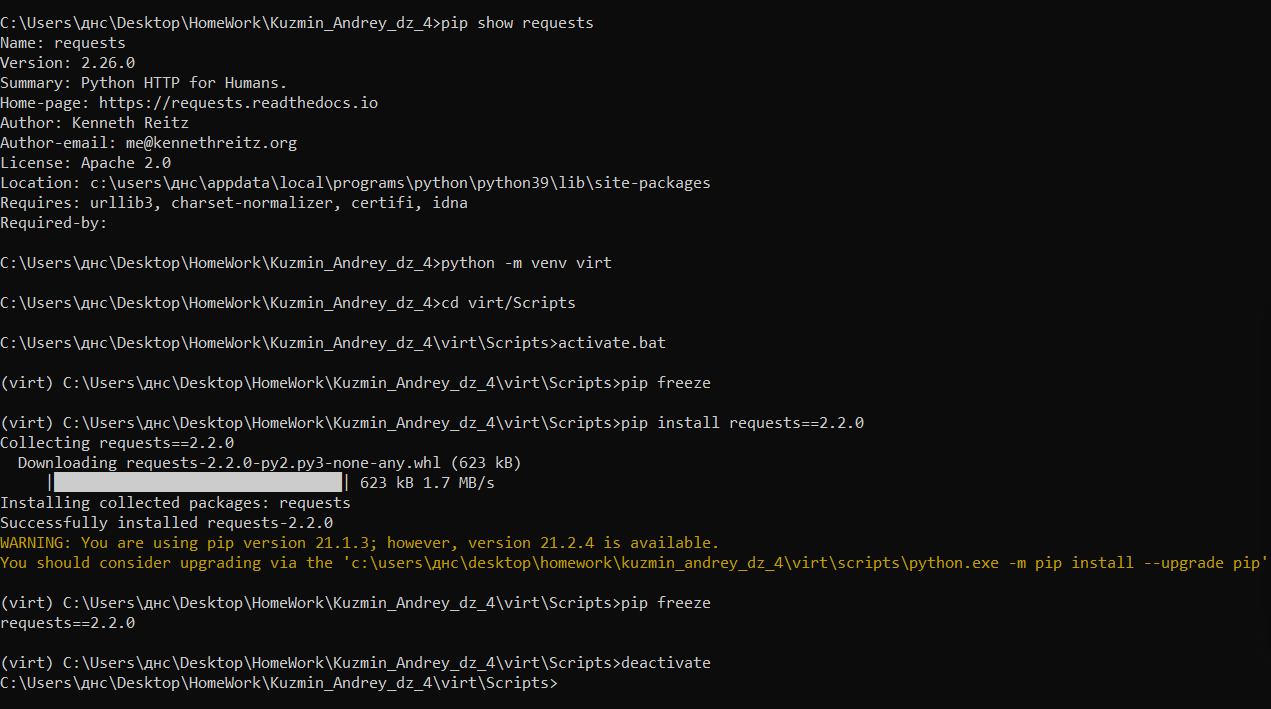 C:\Users\днс\Desktop\HomeWork\Kuzmin_Andrey_dz_4>pip show requests
Name: requests
Version: 2.26.0
Summary: Python HTTP for Humans.
Home-page: https://requests.readthedocs.io
Author: Kenneth Reitz
Author-email: me@kennethreitz.org
License: Apache 2.0
Location: c:\users\днс\appdata\local\programs\python\python39\lib\site-packages
Requires: urllib3, charset-normalizer, certifi, idna
Required-by:
C:\Users\днс\Desktop\HomeWork\Kuzmin_Andrey_dz_4>python -m venv virt
C:\Users\днс\Desktop\HomeWork\Kuzmin_Andrey_dz_4>cd virt/Scripts
C:\Users\днс\Desktop\HomeWork\Kuzmin_Andrey_dz_4\virt\Scripts>activate.bat
(virt) C:\Users\днс\Desktop\HomeWork\Kuzmin_Andrey_dz_4\virt\Scripts>pip freeze
(virt) C:\Users\днс\Desktop\HomeWork\Kuzmin_Andrey_dz_4\virt\Scripts>pip install requests==2.2.0
Collecting requests==2.2.0
  Downloading requests-2.2.0-py2.py3-none-any.whl (623 kB)
     |████████████████████████████████| 623 kB 1.7 MB/s
Installing collected packages: requests
Successfully installed requests-2.2.0
WARNING: You are using pip version 21.1.3; however, version 21.2.4 is available.
You should consider upgrading via the 'c:\users\днс\desktop\homework\kuzmin_andrey_dz_4\virt\scripts\python.exe -m pip install --upgrade pip'
(virt) C:\Users\днс\Desktop\HomeWork\Kuzmin_Andrey_dz_4\virt\Scripts>pip freeze
requests==2.2.0
(virt) C:\Users\днс\Desktop\HomeWork\Kuzmin_Andrey_dz_4\virt\Scripts>deactivate
C:\Users\днс\Desktop\HomeWork\Kuzmin_Andrey_dz_4\virt\Scripts>